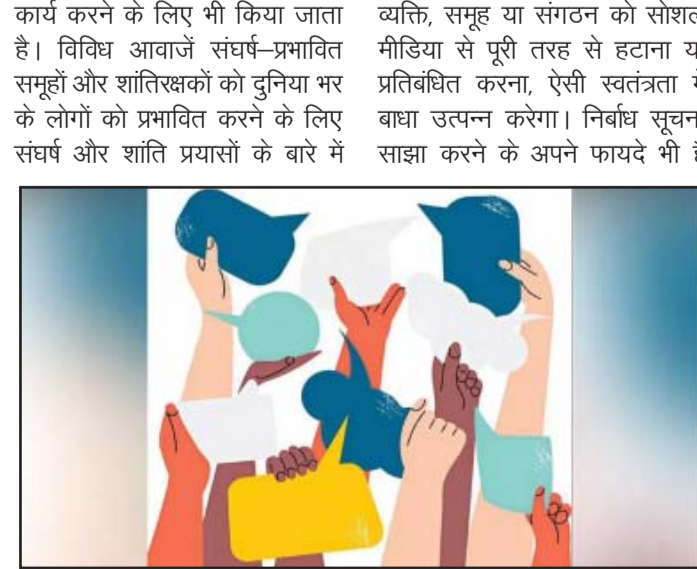 कार्य करने के लिए भी किया जाता
है। विविध आवाजें संघर्ष–प्रभावित
समूहों और शांतिरक्षकों को दुनिया भर
के लोगों को प्रभावित करने के लिए
संघर्ष और शांति प्रयासों के बारे में
व्यक्ति, समूह या संगठन को सोशल
मीडिया से पूरी तरह से हटाना
प्रतिबंधित करना, ऐसी स्वतंत्रता
बाधा उत्पन्न करेगा। निर्बाध
साझा करने के अपने फायदे भी